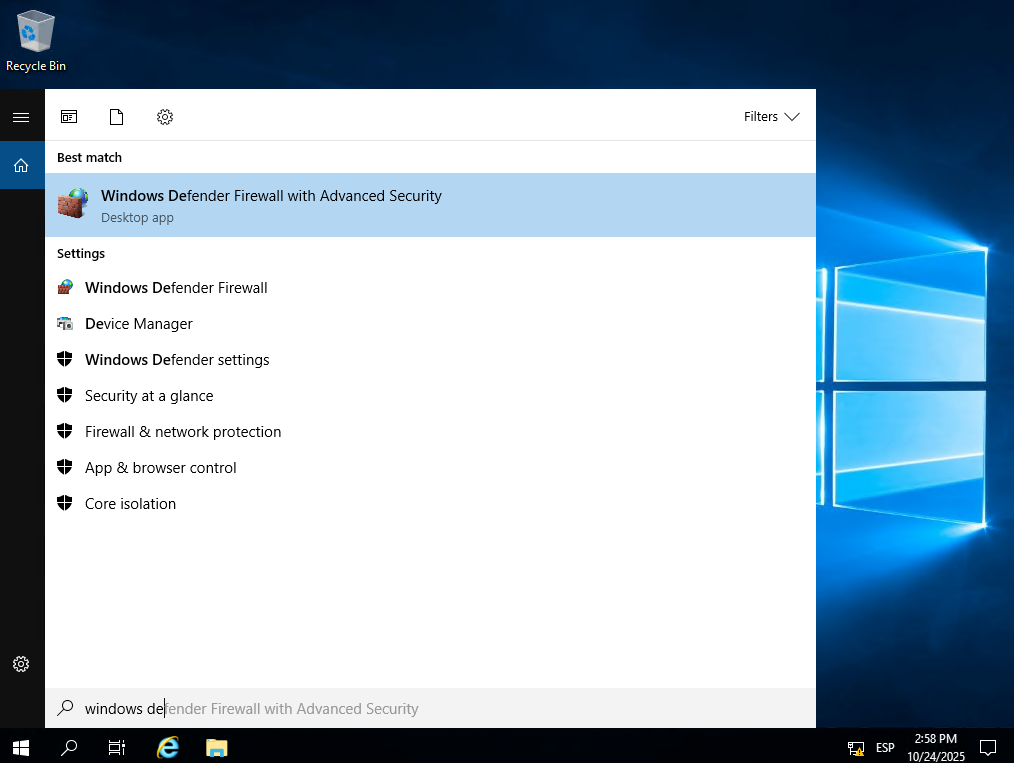 Recycle Bin
Filters
Best match
Windows Defender Firewall with Advanced Security
Desktop app
Settings
Windows Defender Firewall
Device Manager
Windows Defender settings
Security at a glance
Firewall & network protection
App & browser control
Core isolation
windows defender Firewall with Advanced Security
ESP
2:58 PM
10/24/2025